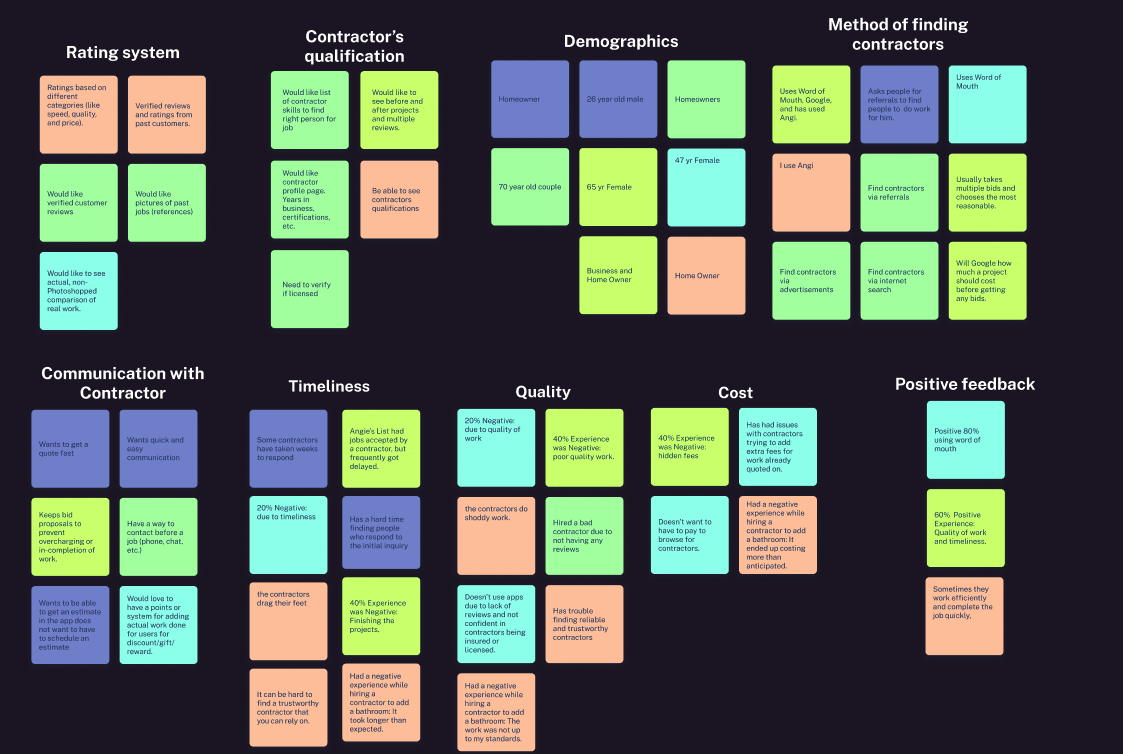 Rating system
Ratings based on
different
categories (like
speed, quality,
and price).
Verified reviews
and ratings from
past customers.
Would like
verified customer
reviews
Would like
pictures of past
jobs (references)
Would like to see
actual, non-
Photoshopped
comparison of
real work.
Contractor's
qualification
Would like list
of contractor
skills to find
right person for
job
Would like to
see before and
after projects
and multiple
reviews.
Would like
contractor
profile page.
Years in
business,
certifications,
etc.
Be able to see
contractors
qualifications
Need to verify
if licensed
Demographics
Homeowner
26 year old male
Homeowners
70 year old couple
65 yr Female
47 yr Female
Business and
Home Owner
Home Owner
Method of finding
contractors
Uses Word of
Mouth, Google,
and has used
Angi.
Asks people for
referrals to find
people to do work
for him.
Uses Word of
Mouth
I use Angi
Find contractors
via referrals
Usually takes
multiple bids and
chooses the most
reasonable.
Find contractors
via
advertisements
Find contractors
via internet
search
Will Google how
much a project
should cost
before getting
any bids.
Communication with
Contractor
Wants to get a
quote fast
Wants quick and
easy
communication
Keeps bid
proposals to
prevent
overcharging or
in-completion of
work.
Have a way to
contact before a
job (phone, chat,
etc.)
Wants to be able
to get an estimate
in the app does
not want to have
to schedule an
estimate
Would love to
have a points or
system for adding
actual work done
for users for
discount/gift/
reward.
Timeliness
Some contractors
have taken weeks
to respond
Angie's List had
jobs accepted by
a contractor, but
frequently got
delayed.
20% Negative:
due to timeliness
Has a hard time
finding people
who respond to
the initial inquiry
the contractors
drag their feet
40% Experience
was Negative:
Finishing the
projects.
It can be hard to
find a trustworthy
contractor that
you can rely on.
Had a negative
experience while
hiring a
contractor to add
a bathroom: It
took longer than
expected.
Quality
20% Negative:
due to quality of
work
40% Experience
was Negative:
poor quality work.
the contractors do
shoddy work.
Hired a bad
contractor due to
not having any
reviews
Doesn't use apps
due to lack of
reviews and not
confident in
contractors being
insured or
licensed.
Has trouble
finding reliable
and trustworthy
contractors
Had a negative
experience while
hiring a
contractor to add
a bathroom: The
work was not up
to my standards.
Cost
40% Experience
was Negative:
hidden fees
Has had issues
with contractors
trying to add
extra fees for
work already
quoted on.
Doesn't want to
have to pay to
browse for
contractors.
Had a negative
experience while
hiring a
contractor to add
a bathroom: It
ended up costing
more than
anticipated.
Positive feedback
Positive 80%
using word of
mouth
60% Positive
Experience:
Quality of work
and timeliness.
Sometimes they
work efficiently
and complete the
job quickly,